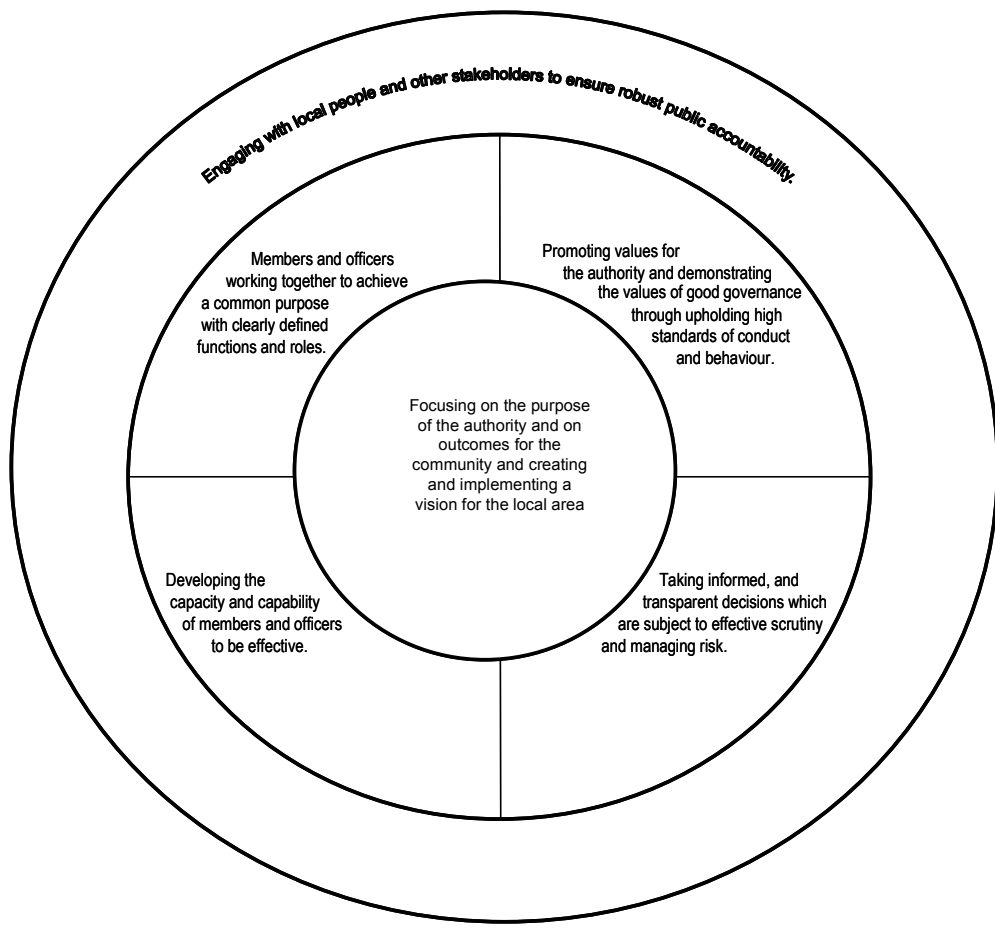 Engaging with local people and other stakeholders to ensure robust public accountability.
Members and officers
working together to achieve
a common purpose
with clearly defined
functions and roles.
Promoting values for
the authority and demonstrating
the values of good governance
through upholding high
standards of conduct
and behaviour.
Focusing on the purpose
of the authority and on
outcomes for the
community and creating
and implementing a
vision for the local area
Developing the
capacity and capability
of members and officers
to be effective.
Taking informed, and
transparent decisions which
are subject to effective scrutiny
and managing risk.